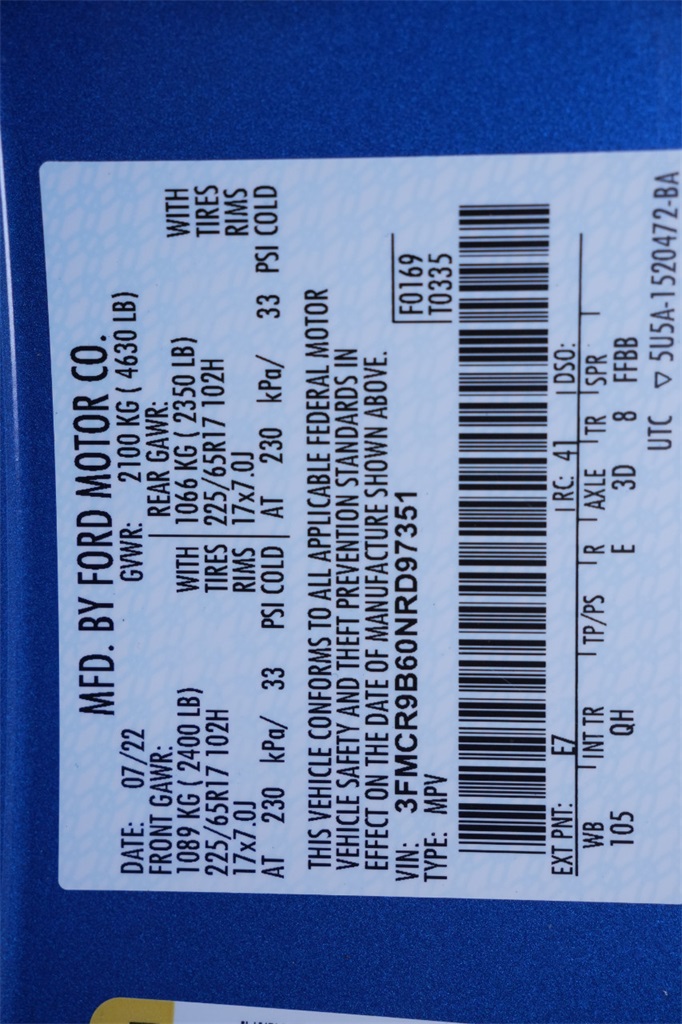 MFD. BY FORD MOTOR CO.
DATE: 07/22 GVWR: 2100 KG ( 4630 LB)
FRONT GAWR: REAR GAWR:
1089 KG ( 2400 LB) WITH 1066 KG ( 2350 LB) WITH
225/65R17 102H TIRES 225/65R17 102H TIRES
17x7.0J RIMS 17x7.0J RIMS
AT 230 kPa/ 33 PSI COLD AT 230 kPa/ 33 PSI COLD
THIS VEHICLE CONFORMS TO ALL APPLICABLE FEDERAL MOTOR
VEHICLE SAFETY AND THEFT PREVENTION STANDARDS IN
EFFECT ON THE DATE OF MANUFACTURE SHOWN ABOVE.
VIN: 3FMCR9B60NRD97351 F0169
TYPE: MPV T0335
EXT PNT: E7 RC: 41 DSO:
WB INT TR TP/PS R AXLE TR SPR
105 QH E 3D 8 FFBB
UTC ▽ 5U5A-1520472-BA